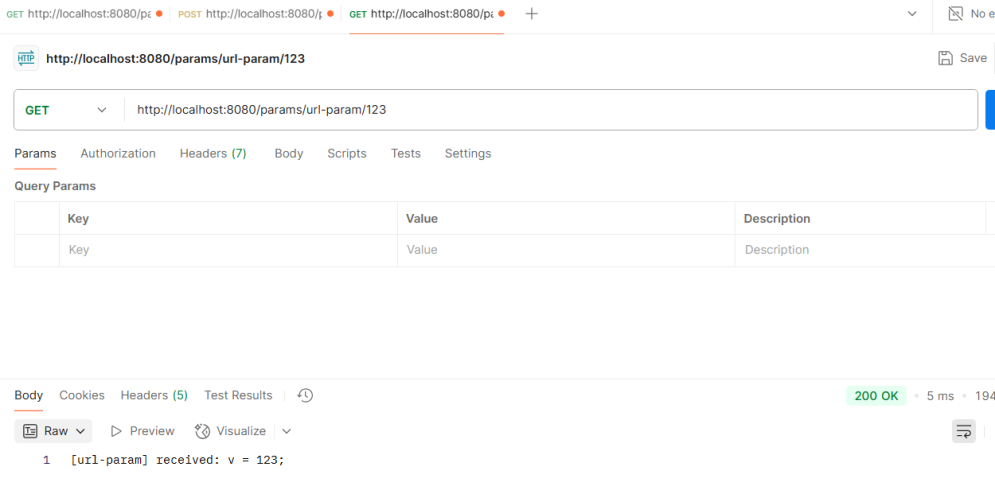 GET http://localhost:8080/pa POST http://localhost:8080/p GET http://localhost:8080/pa No e
HTTP http://localhost:8080/params/url-param/123 Save
GET http://localhost:8080/params/url-param/123
Params Authorization Headers (7) Body Scripts Tests Settings
Query Params
Key Value Description
Key Value Description
Body Cookies Headers (5) Test Results 200 OK 5 ms 194
Raw Preview Visualize
1 [url-param] received: v = 123;